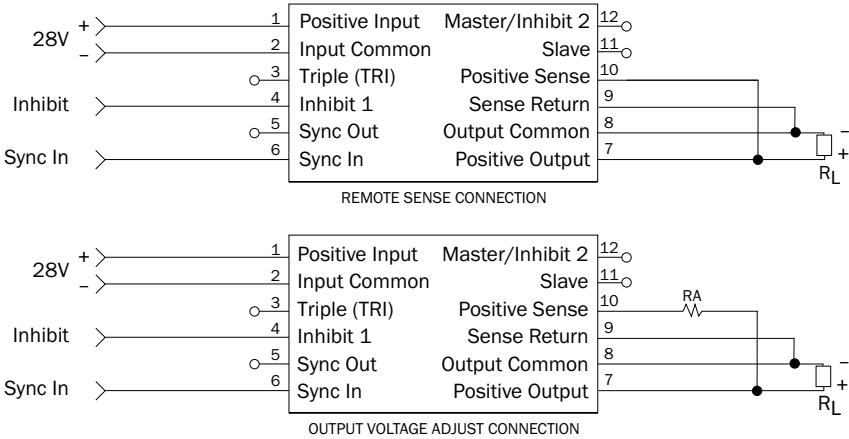 28V + 1 Positive Input Master/Inhibit 2 12
– 2 Input Common Slave 11
3 Triple (TRI) Positive Sense 10
Inhibit 4 Inhibit 1 Sense Return 9
5 Sync Out Output Common 8 –
Sync In 6 Sync In Positive Output 7 +
RL
REMOTE SENSE CONNECTION
28V + 1 Positive Input Master/Inhibit 2 12
– 2 Input Common Slave 11
3 Triple (TRI) Positive Sense 10 RA
Inhibit 4 Inhibit 1 Sense Return 9
5 Sync Out Output Common 8 –
Sync In 6 Sync In Positive Output 7 +
RL
OUTPUT VOLTAGE ADJUST CONNECTION